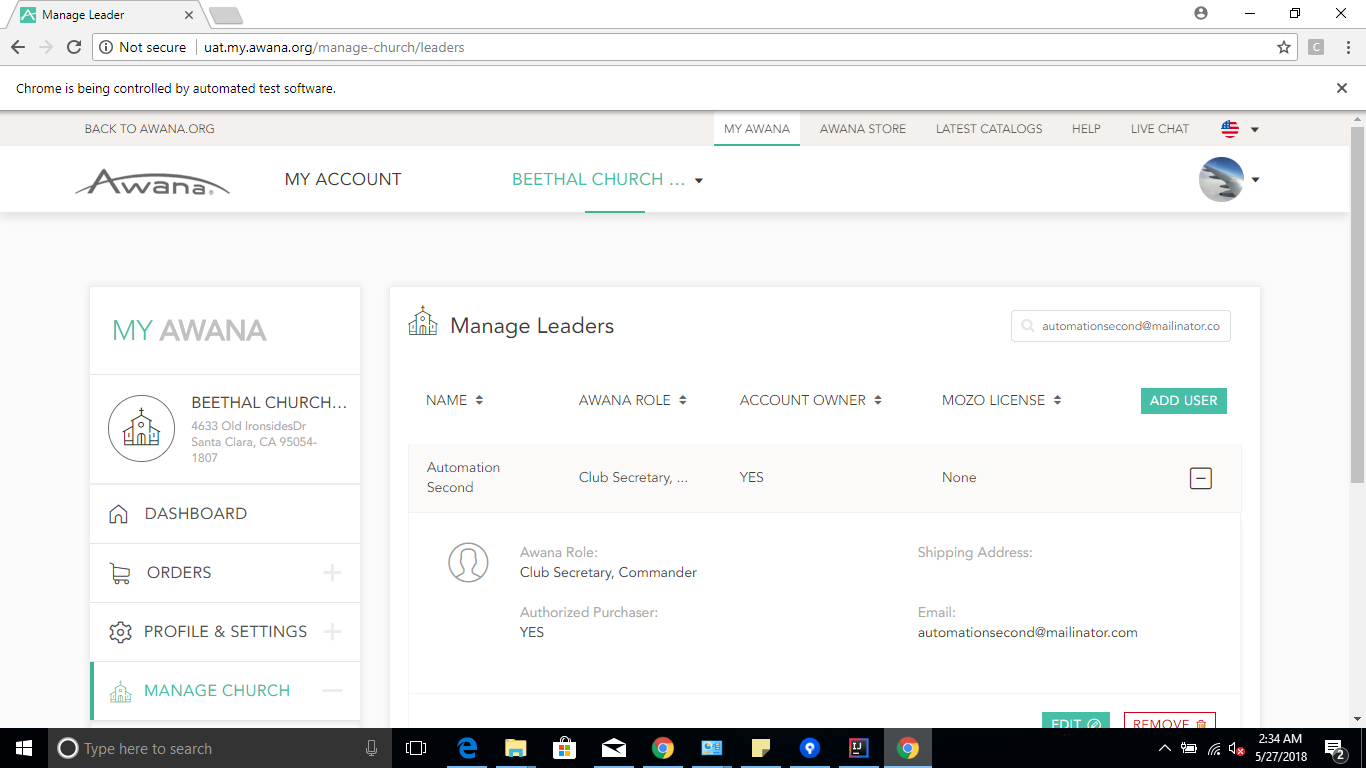 Manage Leader
Not secure
uat.my.awana.org/manage-church/leaders
C
Chrome is being controlled by automated test software.
BACK TO AWANA.ORG
MY AWANA
AWANA STORE
LATEST CATALOGS
HELP
LIVE CHAT
Awana®
MY ACCOUNT
BEETHAL CHURCH ...
MY AWANA
BEETHAL CHURCH...
4633 Old IronsidesDr
Santa Clara, CA 95054-
1807
DASHBOARD
ORDERS
PROFILE & SETTINGS
MANAGE CHURCH
Manage Leaders
automationsecond@mailinator.co
NAME
AWANA ROLE
ACCOUNT OWNER
MOZO LICENSE
ADD USER
Automation
Second
Club Secretary, ...
YES
None
Awana Role:
Club Secretary, Commander
Shipping Address:
Authorized Purchaser:
YES
Email:
automationsecond@mailinator.com
EDIT
REMOVE
Type here to search
IJ
2:34 AM
5/27/2018
2